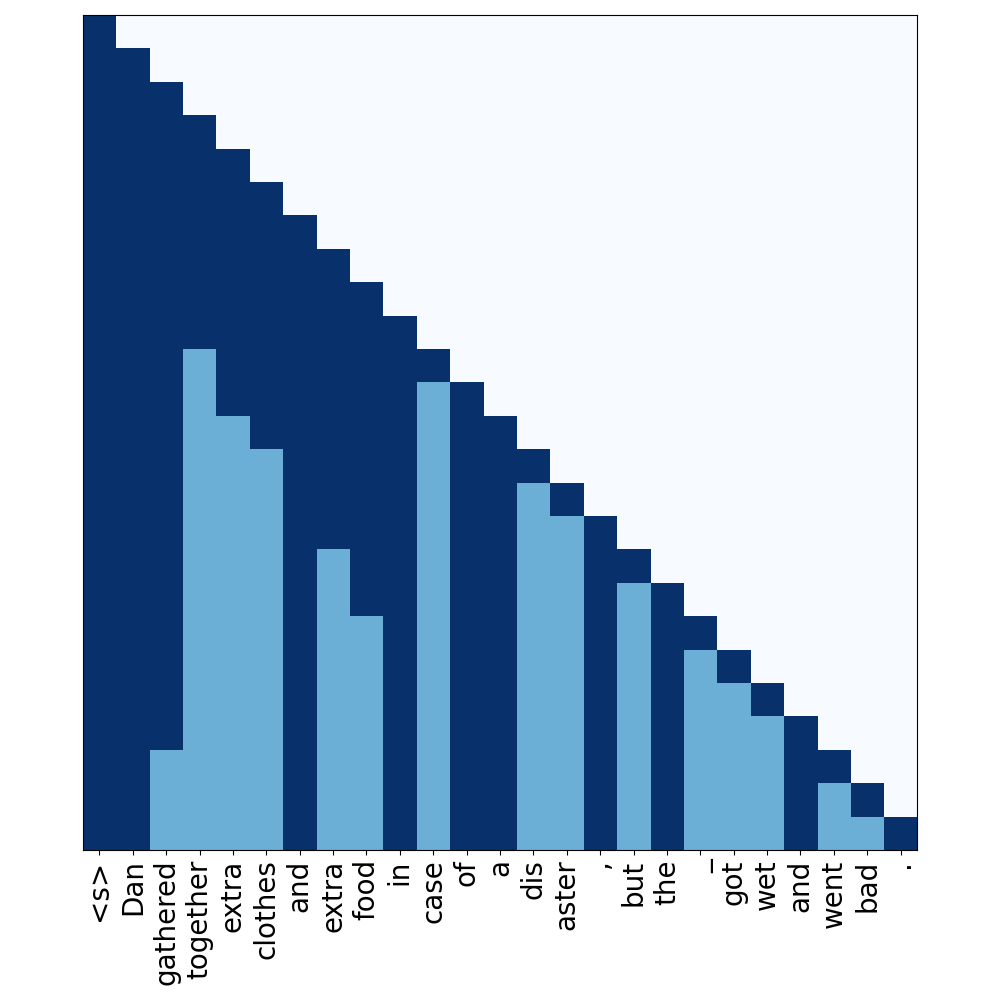 <s> Dan gathered together extra clothes and extra food in case of a dis aster , but the _ got wet and went bad .